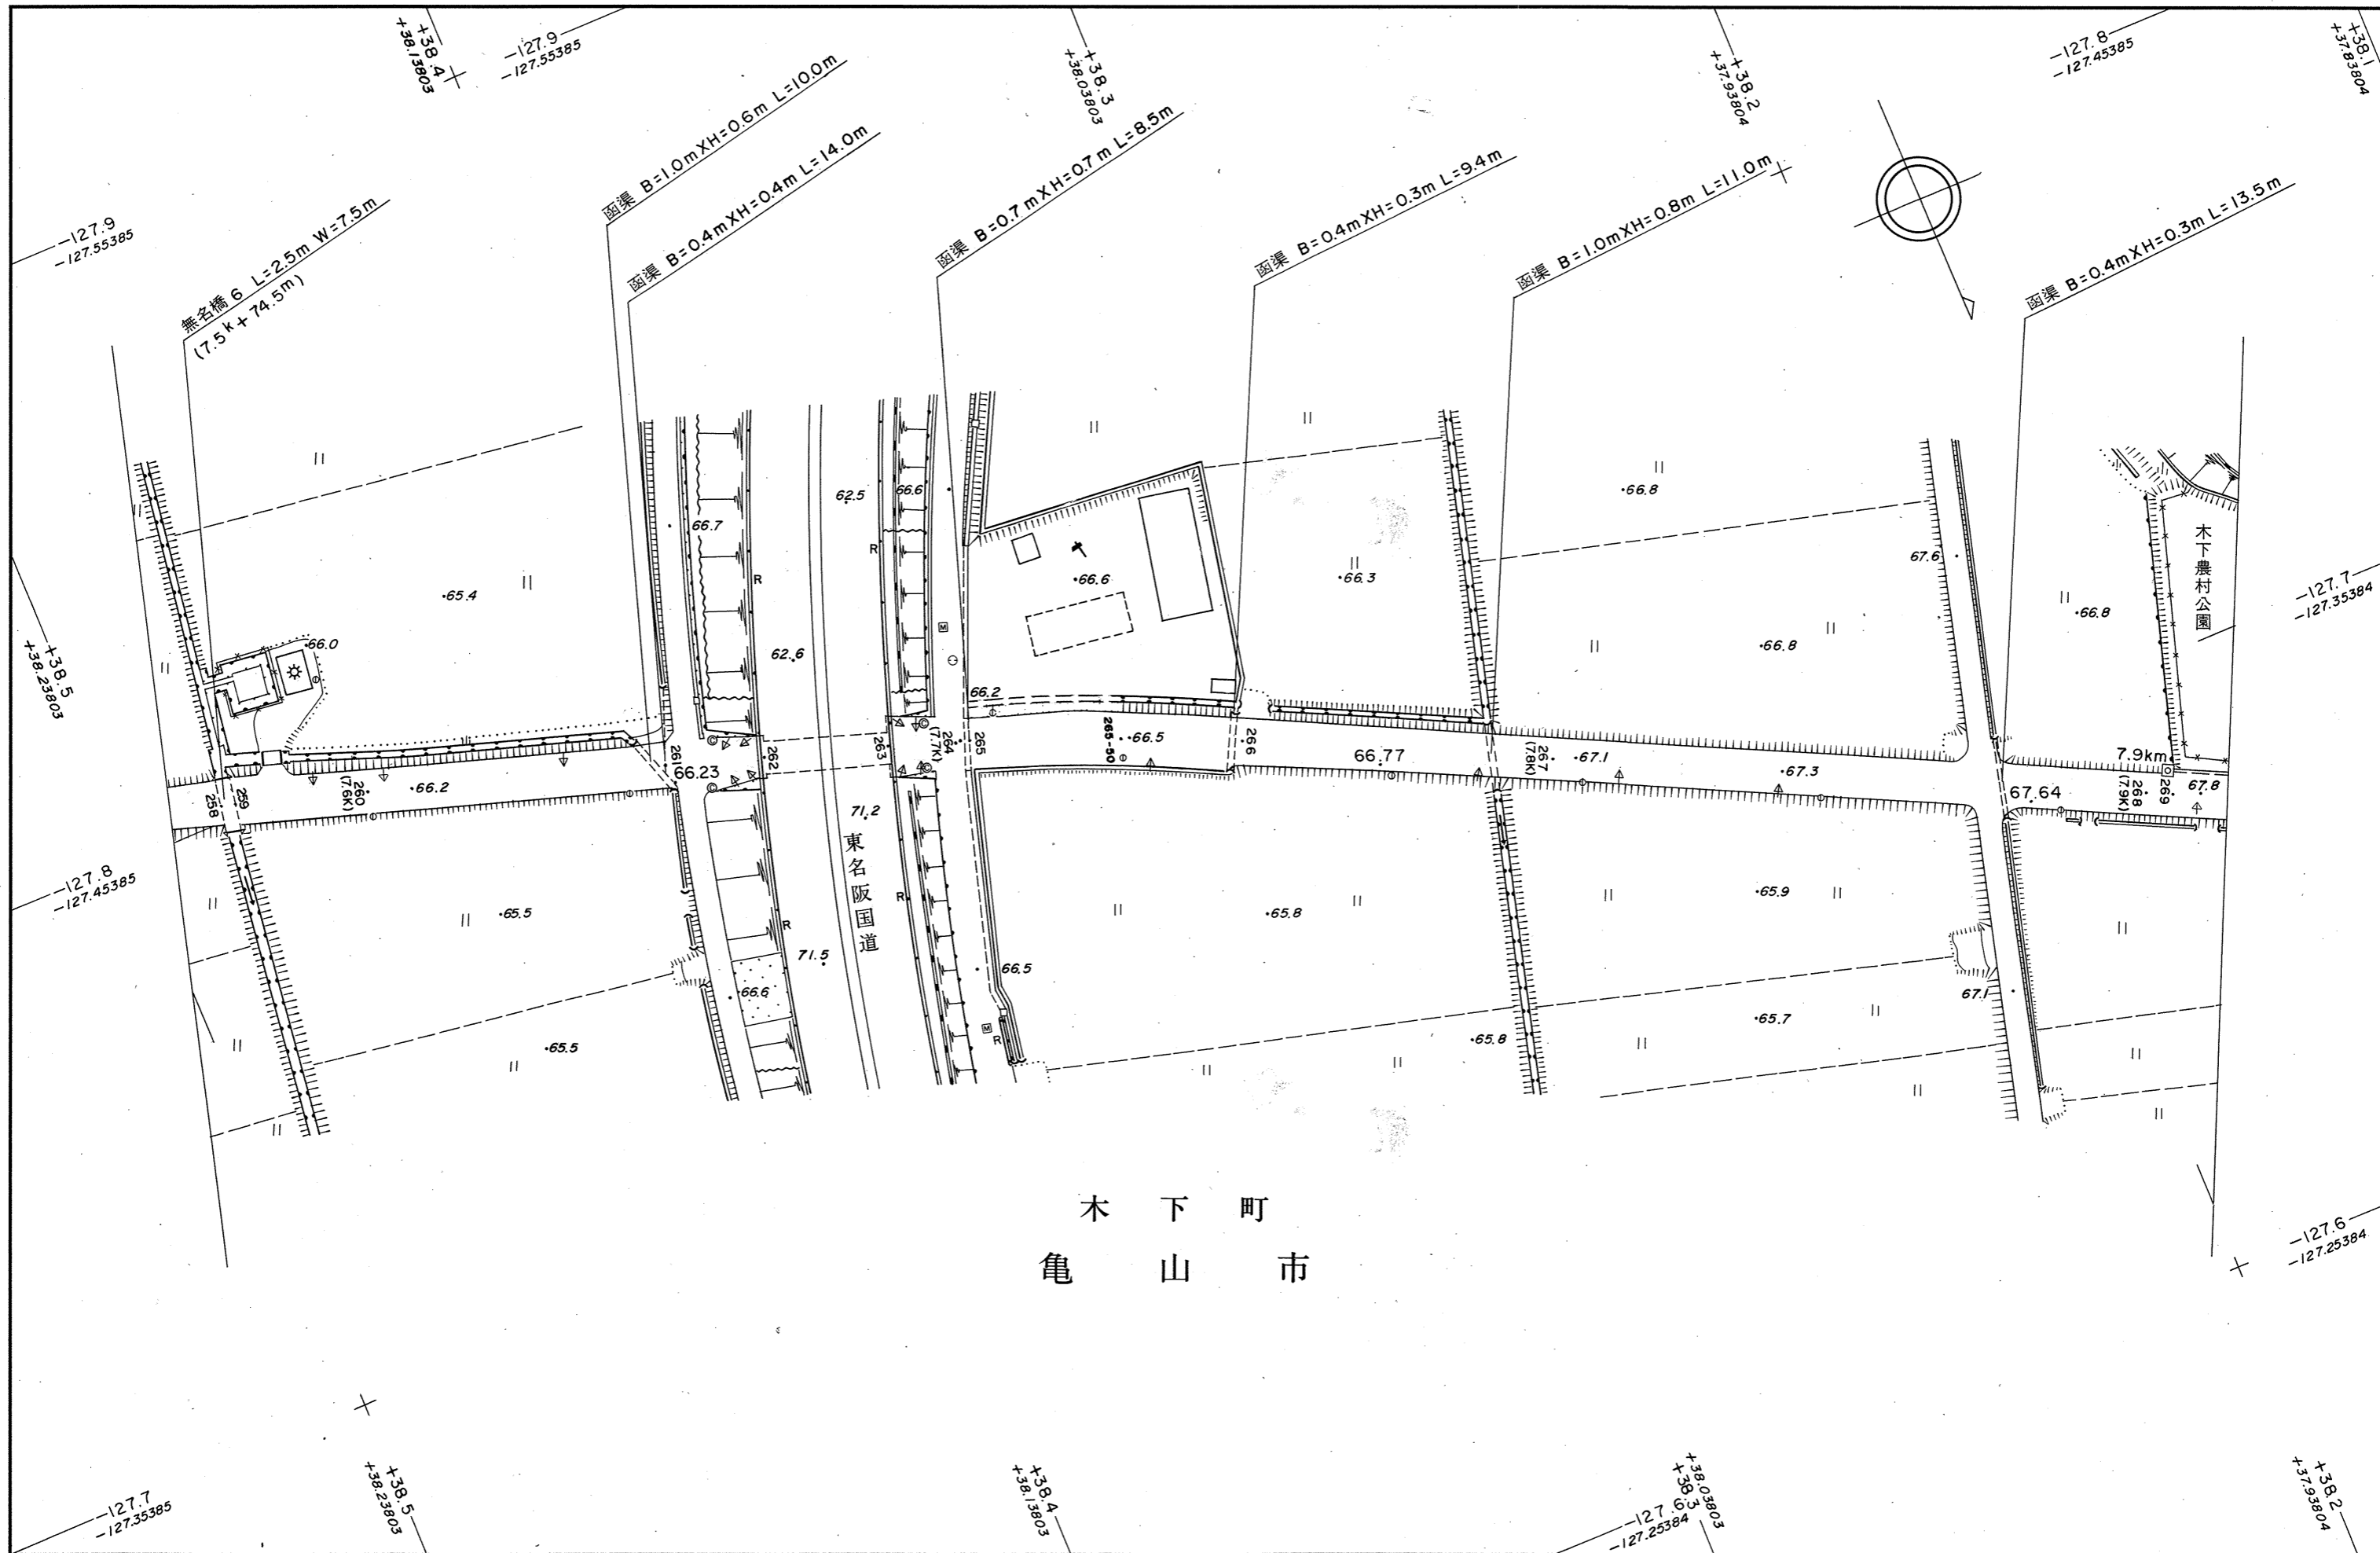 +38.4
+38.13803
-127.9
-127.55385
+38.3
+38.03803
+38.2
+37.93804
-127.8
-127.45385
+38.1
+37.83804
-127.9
-127.55385
無名橋6 L=2.5m W=7.5m
(7.5k+74.5m)
函渠 B=1.0mXH=0.6m L=10.0m
函渠 B=0.4mXH=0.4m L=14.0m
函渠 B=0.7mXH=0.7m L=8.5m
函渠 B=0.4mXH=0.3m L=9.4m
函渠 B=1.0mXH=0.8m L=11.0m
函渠 B=0.4mXH=0.3m L=13.5m
66.7
62.5
66.6
R
R
66.8
67.6
木下農村公園
-127.7
-127.35384
65.4
66.6
66.3
66.8
66.0
62.6
M
66.8
+38.5
+38.23803
66.2
258
259
260
(7.6K)
66.2
261
66.23
C
C
262
263
C
C
264
(7.7K)
265
265-50
66.5
266
66.77
267
(7.8K)
67.1
67.3
67.64
7.9km
268
(7.9K)
269
67.8
71.2
東名阪国道
-127.8
-127.45385
65.5
R
R
71.5
66.6
66.5
65.8
65.9
67.1
65.5
M
R
65.8
65.7
木下町
亀山市
-127.6
-127.25384
-127.7
-127.35385
+38.5
+38.23803
+38.4
+38.13803
-127.6
-127.25384
+38.3
+38.03803
+38.2
+37.93804